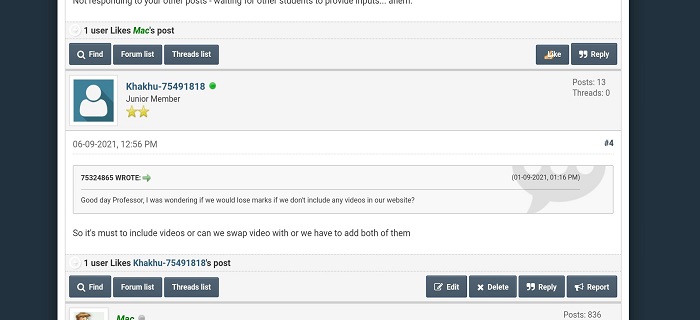 Not responding to your other posts - waiting for other students to provide inputs... ahem.
1 user Likes Mac's post
Find Forum list Threads list Like Reply
Khakhu-75491818
Posts: 13
Junior Member
Threads: 0
06-09-2021, 12:56 PM #4
75324865 WROTE: (01-09-2021, 01:16 PM)
Good day Professor, I was wondering if we would lose marks if we don't include any videos in our website?
So it's must to include videos or can we swap video with or we have to add both of them
1 user Likes Khakhu-75491818's post
Find Forum list Threads list Edit Delete Reply Report
Mac Posts: 836